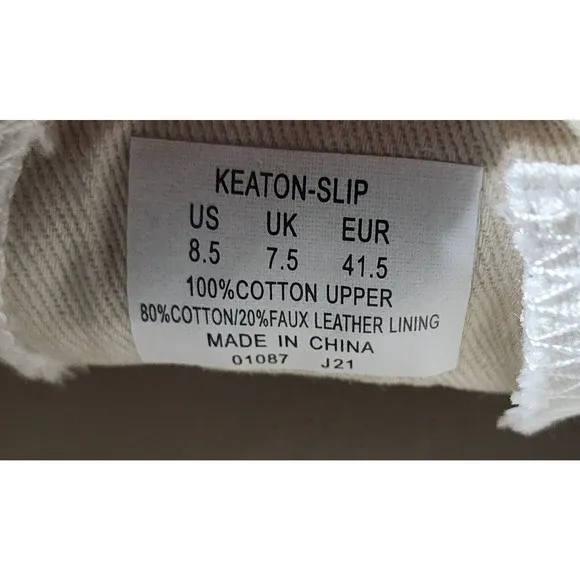 KEATON-SLIP
US UK EUR
8.5 7.5 41.5
100%COTTON UPPER
80%COTTON/20%FAUX LEATHER LINING
MADE IN CHINA
01087 J21